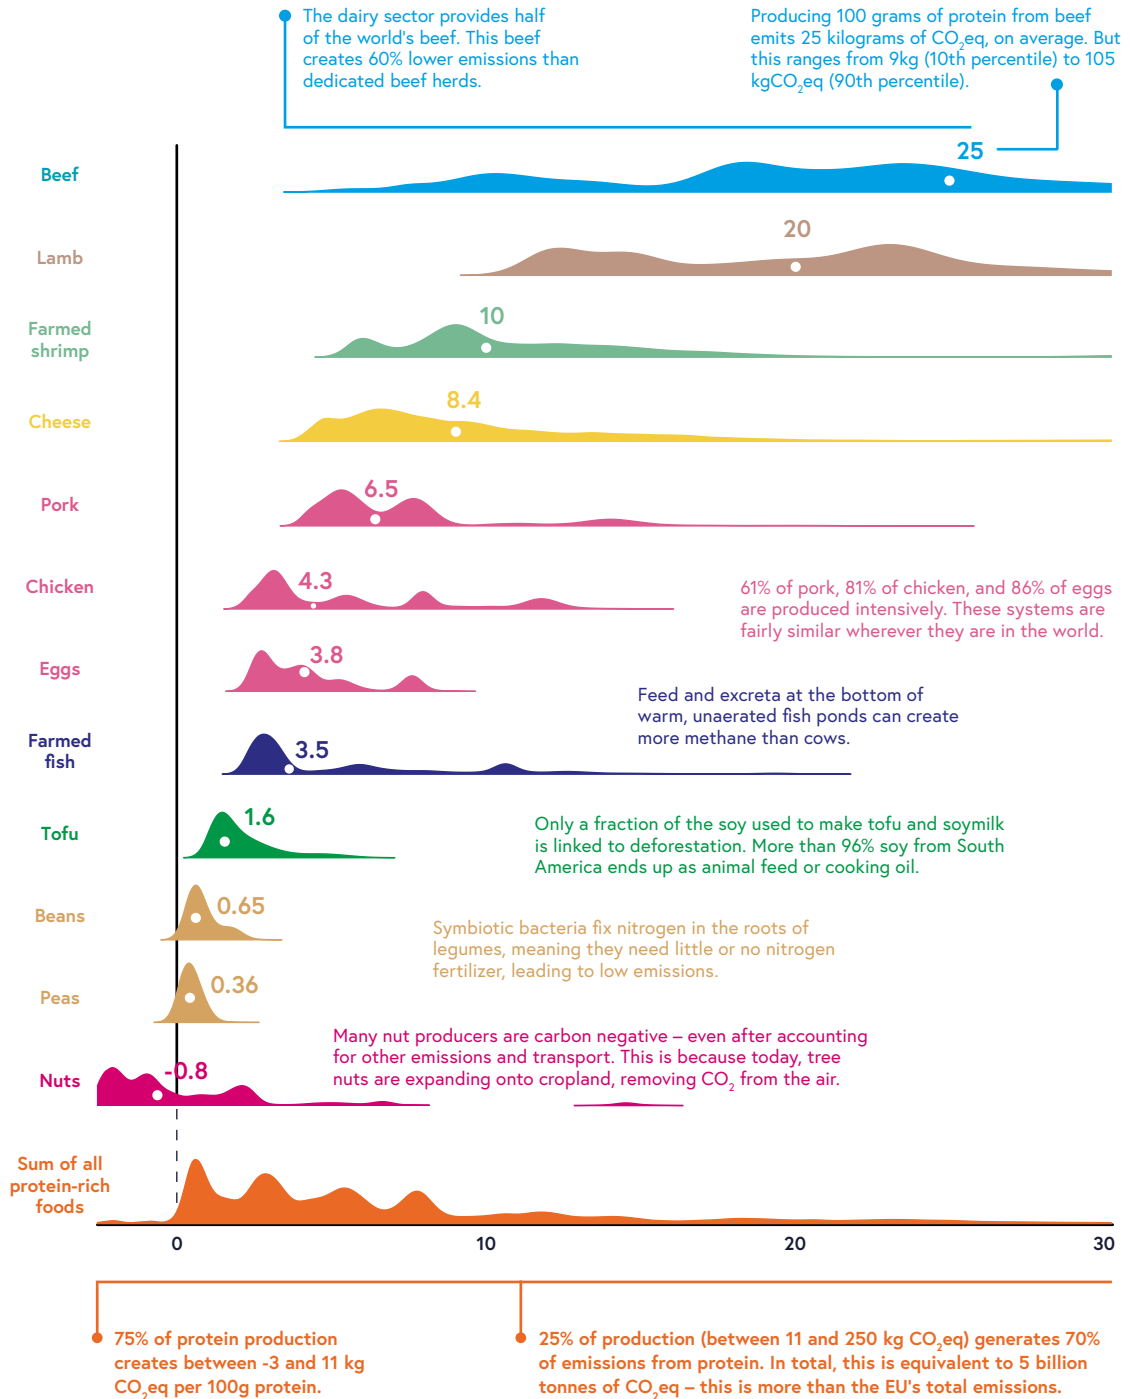 The dairy sector provides half
of the world's beef. This beef
creates 60% lower emissions than
dedicated beef herds.
Producing 100 grams of protein from beef
emits 25 kilograms of CO₂eq, on average. But
this ranges from 9kg (10th percentile) to 105
kgCO₂eq (90th percentile).
Beef
25
Lamb
20
Farmed
shrimp
10
Cheese
8.4
Pork
6.5
Chicken
4.3
61% of pork, 81% of chicken, and 86% of eggs
are produced intensively. These systems are
fairly similar wherever they are in the world.
Eggs
3.8
Feed and excreta at the bottom of
warm, unaerated fish ponds can create
more methane than cows.
Farmed
fish
3.5
Tofu
1.6
Only a fraction of the soy used to make tofu and soymilk
is linked to deforestation. More than 96% soy from South
America ends up as animal feed or cooking oil.
Beans
0.65
Symbiotic bacteria fix nitrogen in the roots of
legumes, meaning they need little or no nitrogen
fertilizer, leading to low emissions.
Peas
0.36
Many nut producers are carbon negative – even after accounting
for other emissions and transport. This is because today, tree
nuts are expanding onto cropland, removing CO₂ from the air.
Nuts
-0.8
Sum of all
protein-rich
foods
0
10
20
30
75% of protein production
creates between -3 and 11 kg
CO₂eq per 100g protein.
25% of production (between 11 and 250 kg CO₂eq) generates 70%
of emissions from protein. In total, this is equivalent to 5 billion
tonnes of CO₂eq – this is more than the EU's total emissions.